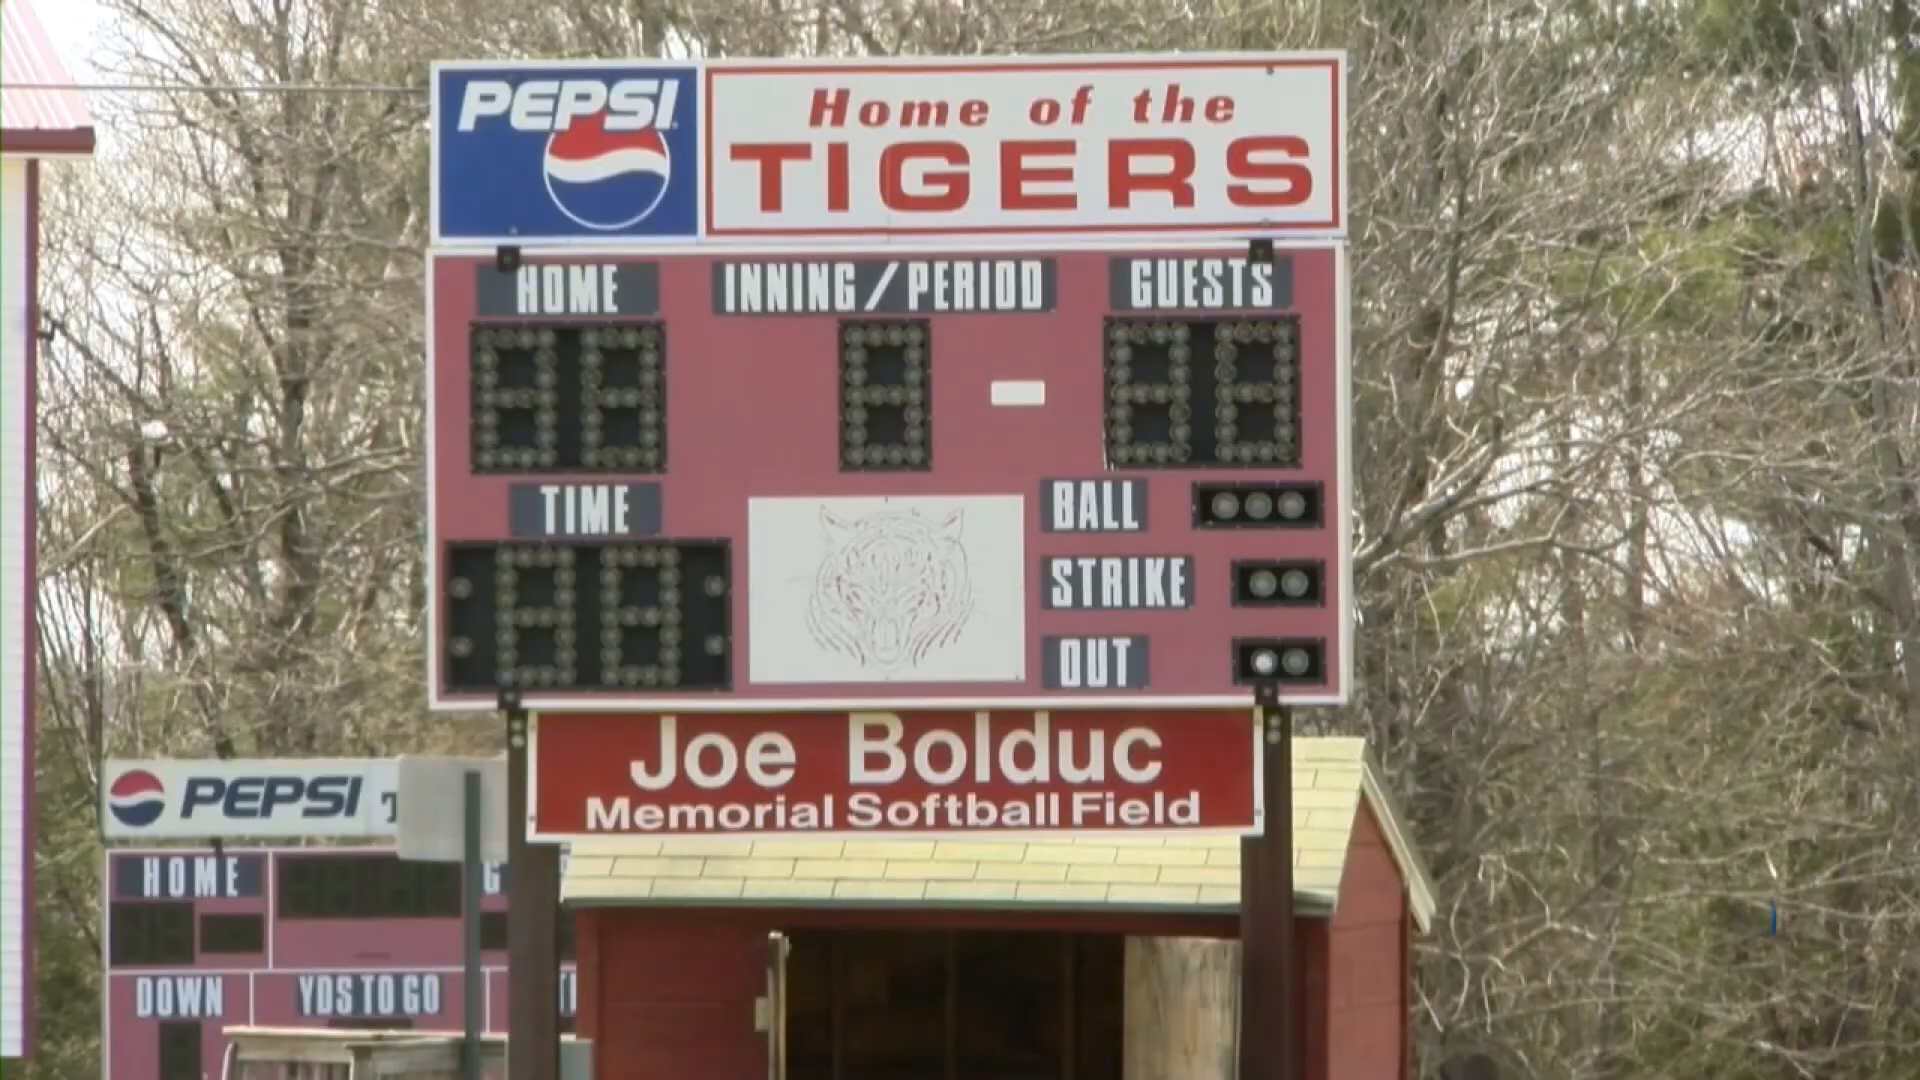 PEPSI
Home of the
TIGERS
HOME
INNING/PERIOD
GUESTS
TIME
BALL
STRIKE
OUT
Joe Bolduc
Memorial Softball Field
PEPSI
HOME
DOWN
YDS TO GO